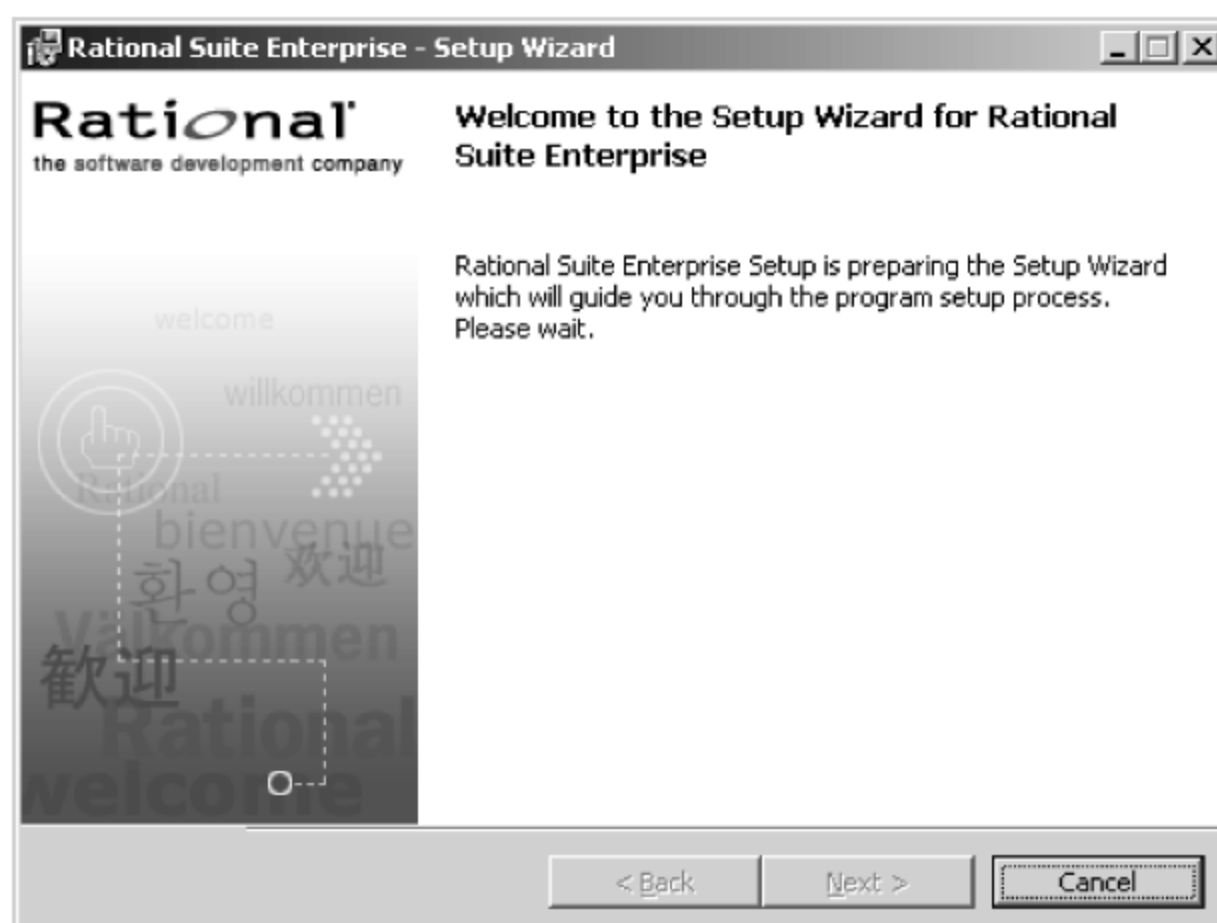 Rational Suite Enterprise - Setup Wizard
Rational
the software development company
Welcome to the Setup Wizard for Rational
Suite Enterprise
Rational Suite Enterprise Setup is preparing the Setup Wizard
which will guide you through the program setup process.
Please wait.
welcome
willkommen
Rational
bienvenue
환영 欢迎
Välkommen
歓迎
Rational
welcome
< Back
Next >
Cancel